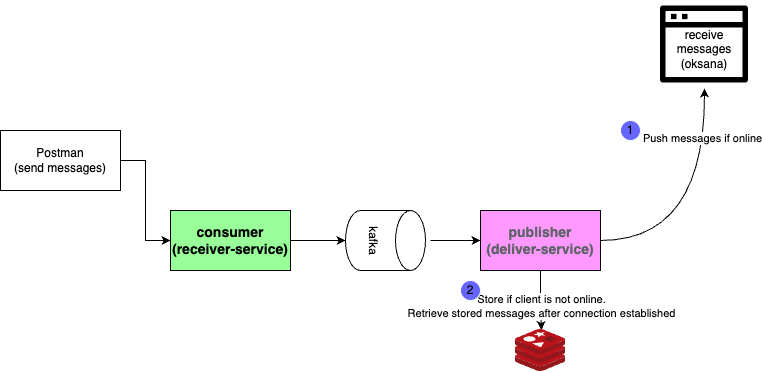 receive
messages
(oksana)
1
Push messages if online
Postman
(send messages)
consumer
(receiver-service)
kafka
publisher
(deliver-service)
2
Store if client is not online.
Retrieve stored messages after connection established